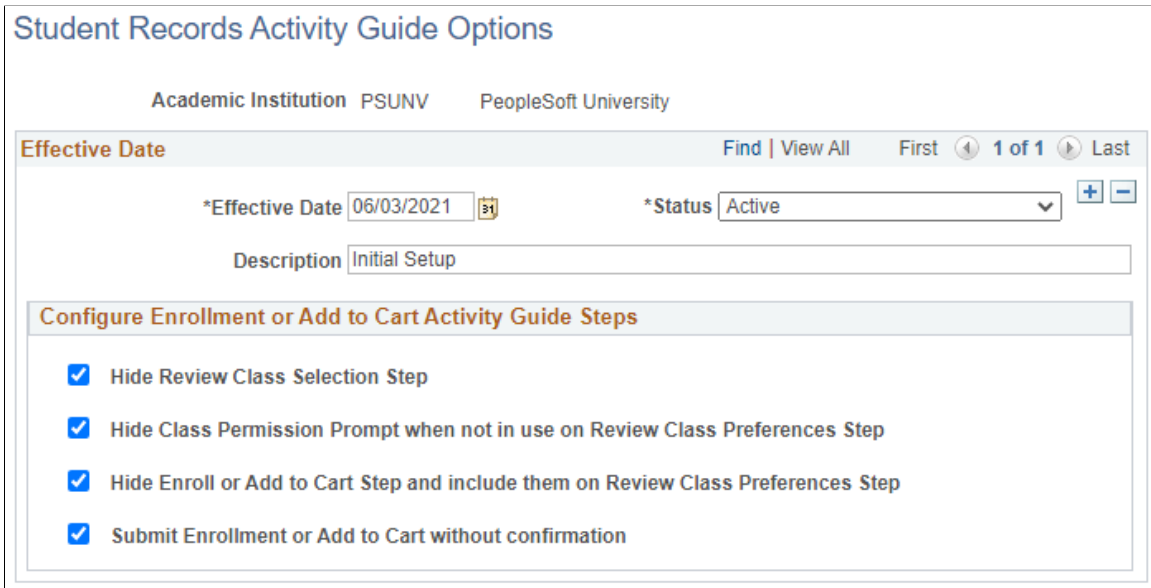 Student Records Activity Guide Options
Academic Institution PSUNV PeopleSoft University
Effective Date Find | View All First 1 of 1 Last
*Effective Date 06/03/2021 31 *Status Active + −
Description Initial Setup
Configure Enrollment or Add to Cart Activity Guide Steps
Hide Review Class Selection Step
Hide Class Permission Prompt when not in use on Review Class Preferences Step
Hide Enroll or Add to Cart Step and include them on Review Class Preferences Step
Submit Enrollment or Add to Cart without confirmation